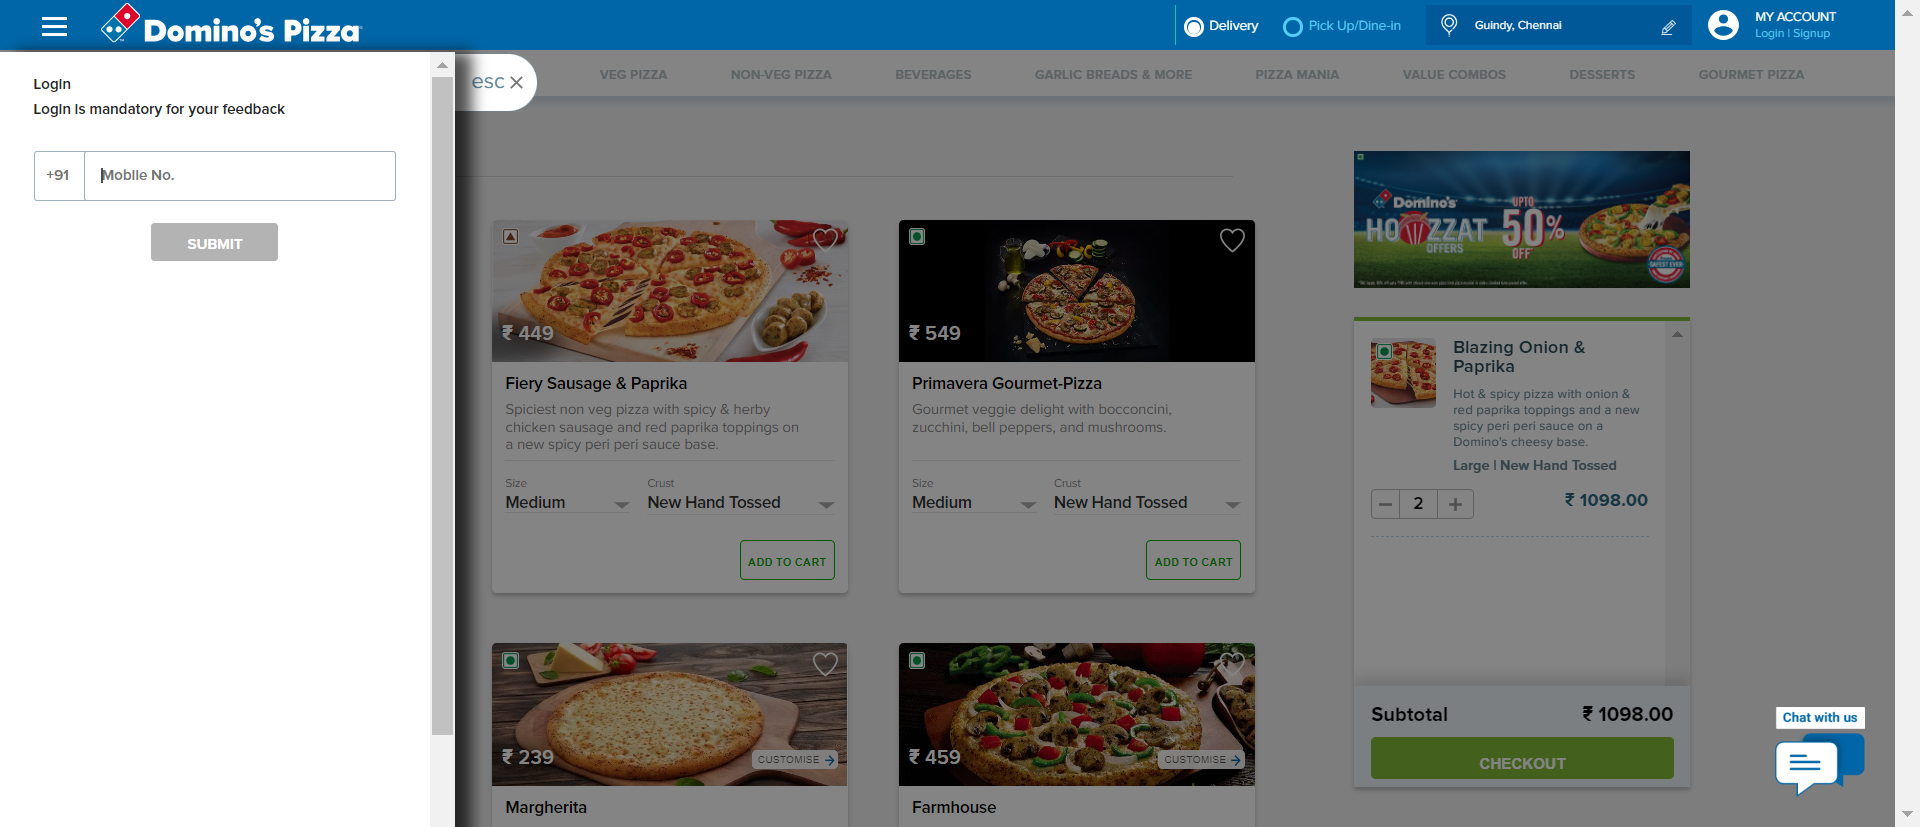 Domino's Pizza
Delivery
Pick Up/Dine-in
Guindy, Chennai
MY ACCOUNT
Login | Signup
Login
Login is mandatory for your feedback
+91
Mobile No.
SUBMIT
esc
VEG PIZZA
NON-VEG PIZZA
BEVERAGES
GARLIC BREADS & MORE
PIZZA MANIA
VALUE COMBOS
DESSERTS
GOURMET PIZZA
₹ 449
Fiery Sausage & Paprika
Spiciest non veg pizza with spicy & herby
chicken sausage and red paprika toppings on
a new spicy peri peri sauce base.
Size
Crust
Medium
New Hand Tossed
ADD TO CART
₹ 549
Primavera Gourmet-Pizza
Gourmet veggie delight with bocconcini,
zucchini, bell peppers, and mushrooms.
Size
Crust
Medium
New Hand Tossed
ADD TO CART
₹ 239
CUSTOMISE
Margherita
₹ 459
CUSTOMISE
Farmhouse
Domino's
HOWZZAT
OFFERS
UPTO
50%
OFF
Blazing Onion &
Paprika
Hot & spicy pizza with onion &
red paprika toppings and a new
spicy peri peri sauce on a
Domino's cheesy base.
Large | New Hand Tossed
2
₹ 1098.00
Subtotal
₹ 1098.00
CHECKOUT
Chat with us